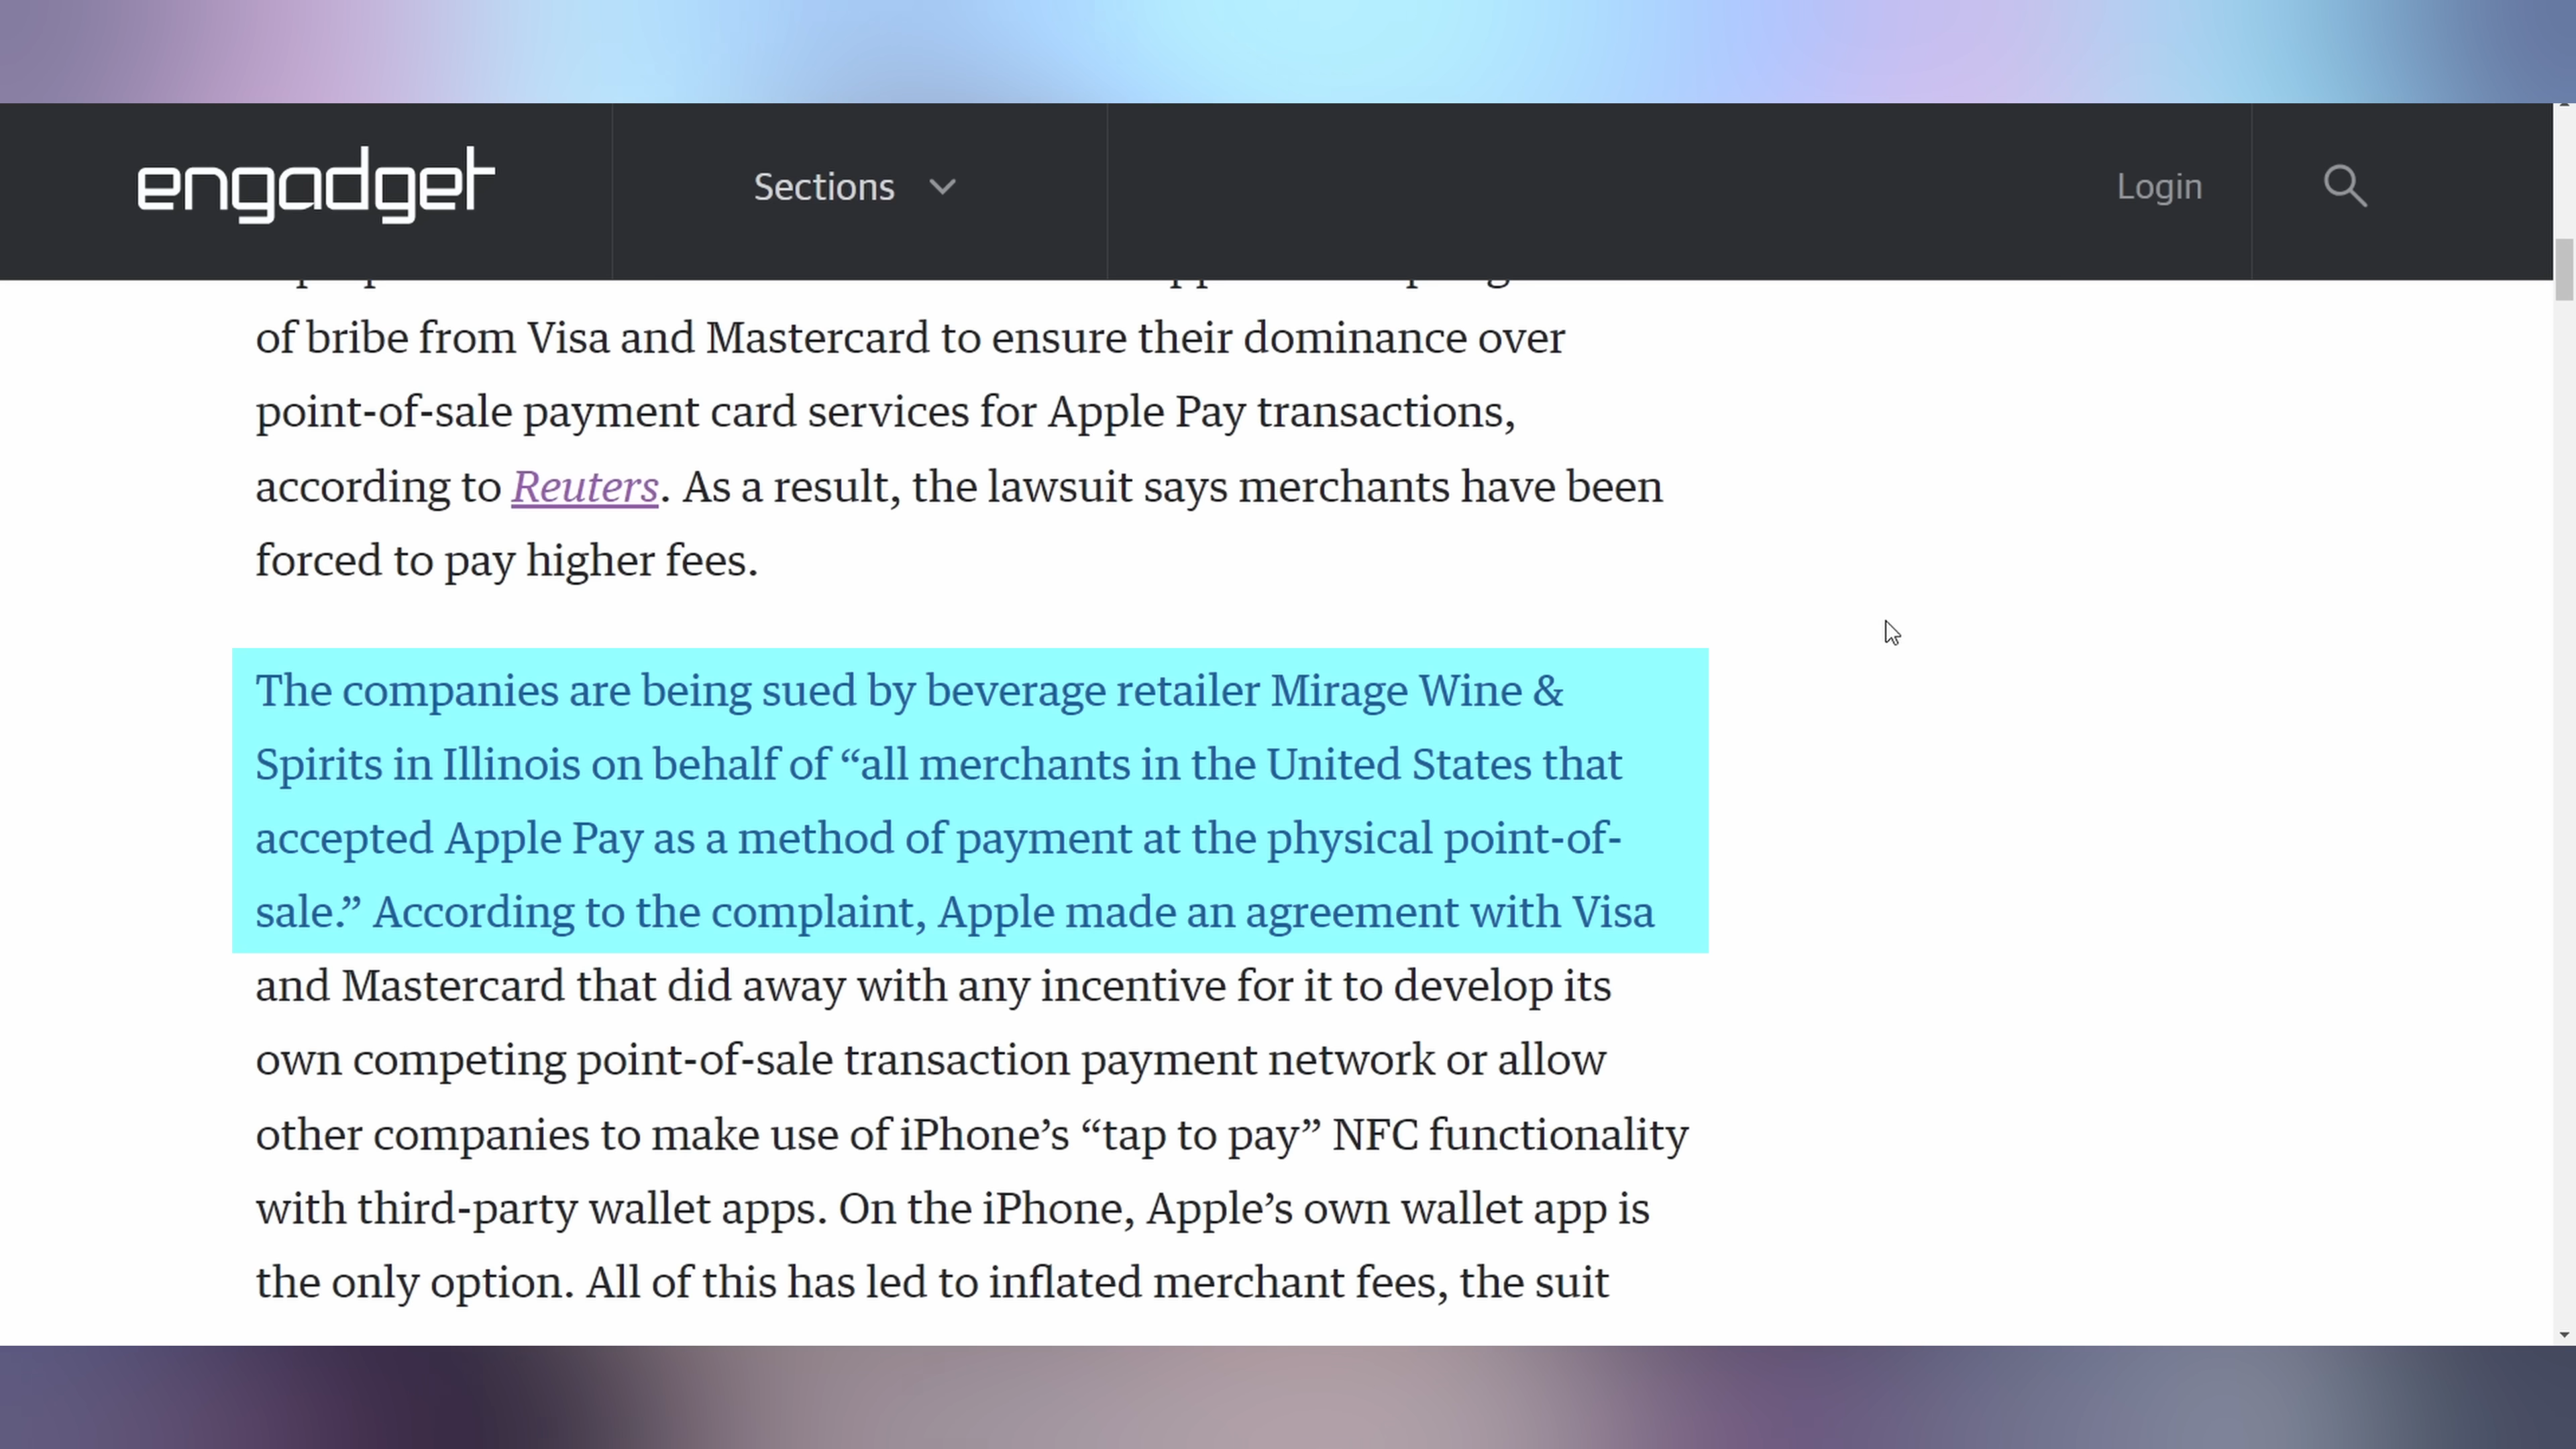 engadget
Sections
Login
of bribe from Visa and Mastercard to ensure their dominance over
point-of-sale payment card services for Apple Pay transactions,
according to Reuters. As a result, the lawsuit says merchants have been
forced to pay higher fees.
The companies are being sued by beverage retailer Mirage Wine &
Spirits in Illinois on behalf of “all merchants in the United States that
accepted Apple Pay as a method of payment at the physical point-of-
sale.” According to the complaint, Apple made an agreement with Visa
and Mastercard that did away with any incentive for it to develop its
own competing point-of-sale transaction payment network or allow
other companies to make use of iPhone’s “tap to pay” NFC functionality
with third-party wallet apps. On the iPhone, Apple’s own wallet app is
the only option. All of this has led to inflated merchant fees, the suit